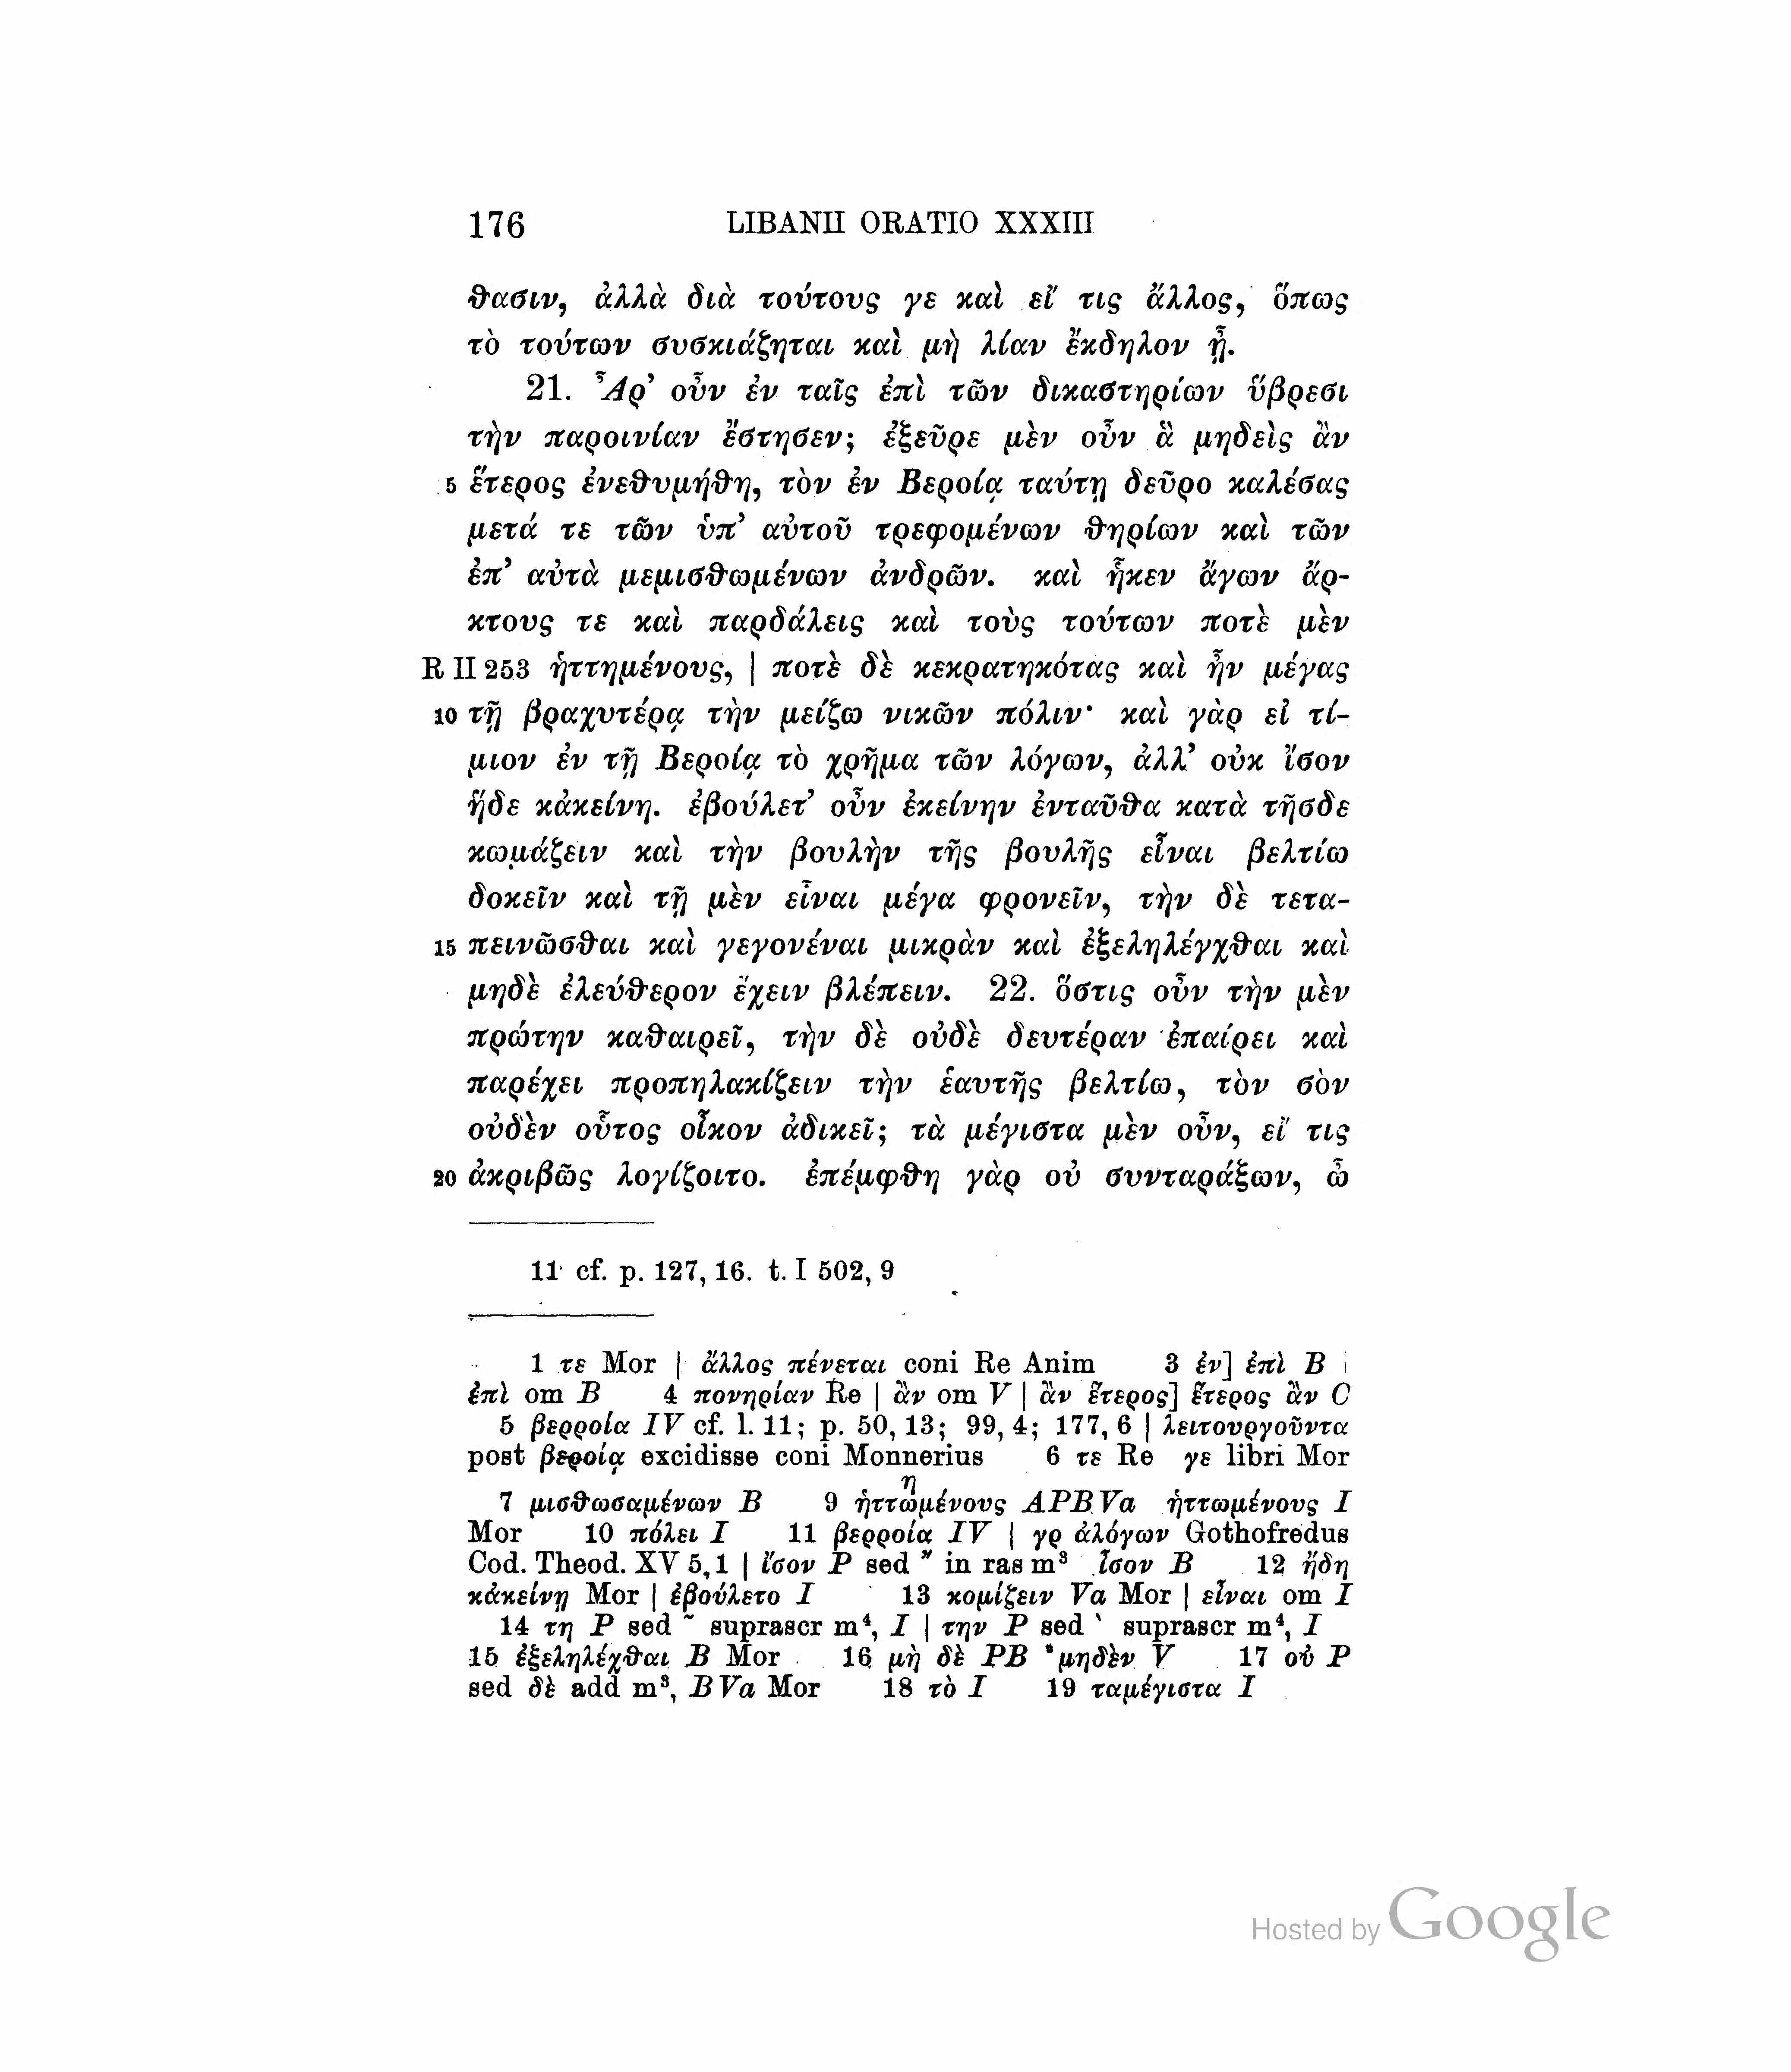 176 LIBANII ORATIO XXXIII
θασιν, ἀλλὰ διὰ τούτους γε καὶ εἴ τις ἄλλος, ὅπως
τὸ τούτων συσκιάζηται καὶ μὴ λίαν ἔκδηλον ᾖ.
21. Ἆρ’ οὖν ἐν ταῖς ἐπὶ τῶν δικαστηρίων ὕβρεσι
τὴν παροινίαν ἔστησεν; ἐξεῦρε μὲν οὖν ἃ μηδεὶς ἂν
5 ἕτερος ἐνεθυμήθη, τὸν ἐν Βεροίᾳ ταύτῃ δεῦρο καλέσας
μετά τε τῶν ὑπ’ αὐτοῦ τρεφομένων θηρίων καὶ τῶν
ἐπ’ αὐτὰ μεμισθωμένων ἀνδρῶν. καὶ ἧκεν ἄγων ἄρ-
κτους τε καὶ παρδάλεις καὶ τοὺς τούτων ποτὲ μὲν
R II 253 ἡττημένους, | ποτὲ δὲ κεκρατηκότας καὶ ἦν μέγας
10 τῇ βραχυτέρᾳ τὴν μείζω νικῶν πόλιν· καὶ γὰρ εἰ τί-
μιον ἐν τῇ Βεροίᾳ τὸ χρῆμα τῶν λόγων, ἀλλ’ οὐκ ἴσον
ἥδε κἀκείνη. ἐβούλετ’ οὖν ἐκείνην ἐνταῦθα κατὰ τῆσδε
κωμάζειν καὶ τὴν βουλὴν τῆς βουλῆς εἶναι βελτίω
δοκεῖν καὶ τῇ μὲν εἶναι μέγα φρονεῖν, τὴν δὲ τετα-
15 πεινῶσθαι καὶ γεγονέναι μικρὰν καὶ ἐξεληλέγχθαι καὶ
μηδὲ ἐλεύθερον ἔχειν βλέπειν. 22. ὅστις οὖν τὴν μὲν
πρώτην καθαιρεῖ, τὴν δὲ οὐδὲ δευτέραν ἐπαίρει καὶ
παρέχει προπηλακίζειν τὴν ἑαυτῆς βελτίω, τὸν σὸν
οὐδὲν οὗτος οἶκον ἀδικεῖ; τὰ μέγιστα μὲν οὖν, εἴ τις
20 ἀκριβῶς λογίζοιτο. ἐπέμφθη γὰρ οὐ συνταράξων, ὦ
11 cf. p. 127, 16. t. I 502, 9
1 τε Mor | ἄλλος πένεται coni Re Anim 3 ἐν] ἐπὶ B |
ἐπὶ om B 4 πονηρίαν Re | ἂν om V | ἂν ἕτερος] ἕτερος ἂν C
5 βερροία IV cf. l. 11; p. 50, 13; 99, 4; 177, 6 | λειτουργοῦντα
post βεροίᾳ excidisse coni Monnerius 6 τε Re γε libri Mor
η
7 μισθωσαμένων B 9 ἡττωμένους APBVa ἡττωμένους I
Mor 10 πόλει I 11 βερροία IV | γρ ἀλόγων Gothofredus
Cod. Theod. XV 5,1 | ἴσον P sed ῎ in ras m³ ἶσον B 12 ἤδη
κἀκείνῃ Mor | ἐβούλετο I 13 κομίζειν Va Mor | εἶναι om I
14 τη P sed ῀ suprascr m⁴, I | την P sed ` suprascr m⁴, I
15 ἐξεληλέχθαι B Mor 16 μὴ δὲ PB *μηδὲν V 17 οὐ P
sed δὲ add m³, BVa Mor 18 τὸ I 19 ταμέγιστα I
Hosted by Google